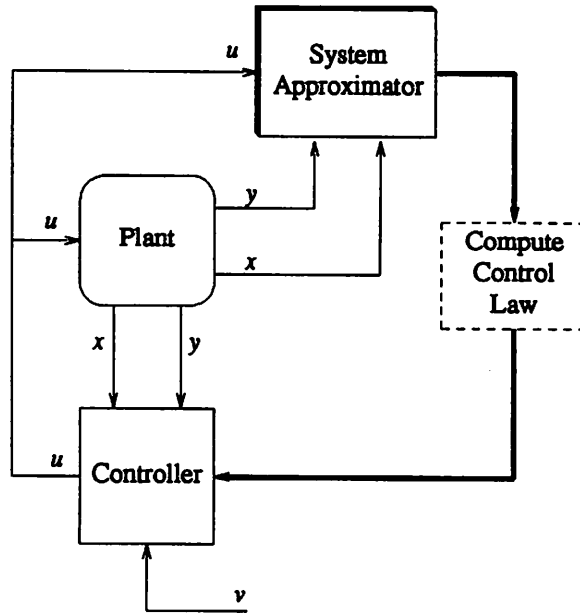 u
System
Approximator
y
u
Plant
x
Compute
Control
Law
x
y
u
Controller
v